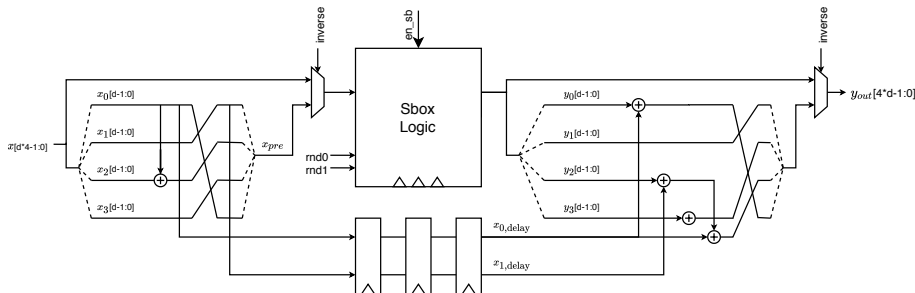 inverse
en_sb
inverse
x[d*4-1:0]
x0[d-1:0]
x1[d-1:0]
x2[d-1:0]
x3[d-1:0]
xpre
Sbox
Logic
rnd0
rnd1
y0[d-1:0]
y1[d-1:0]
y2[d-1:0]
y3[d-1:0]
yout[4*d-1:0]
x0,delay
x1,delay